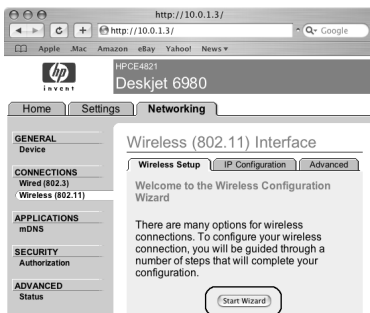 http://10.0.1.3/
http://10.0.1.3/
Q- Google
Apple .Mac Amazon eBay Yahoo! News ▾
hp
invent
HPCE4821
Deskjet 6980
Home Settings Networking
GENERAL
Device
CONNECTIONS
Wired (802.3)
Wireless (802.11)
APPLICATIONS
mDNS
SECURITY
Authorization
ADVANCED
Status
Wireless (802.11) Interface
Wireless Setup IP Configuration Advanced
Welcome to the Wireless Configuration
Wizard
There are many options for wireless
connections. To configure your wireless
connection, you will be guided through a
number of steps that will complete your
configuration.
Start Wizard